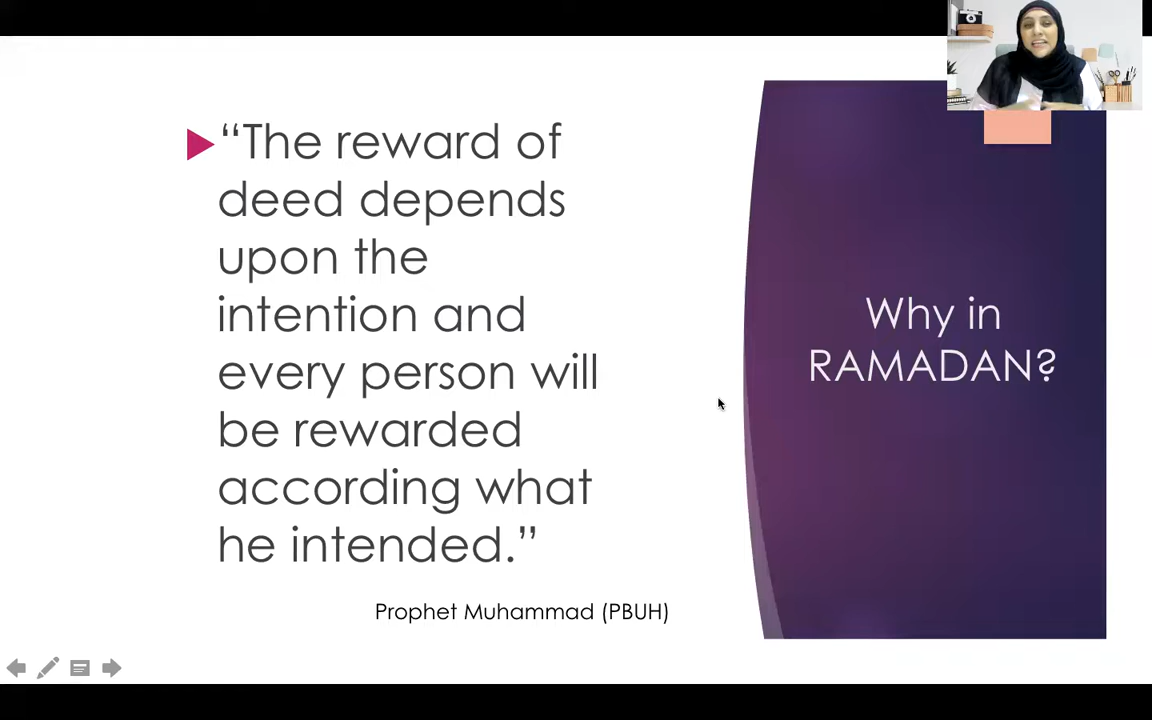 “The reward of
deed depends
upon the
intention and
every person will
be rewarded
according what
he intended.”
Prophet Muhammad (PBUH)
Why in
RAMADAN?